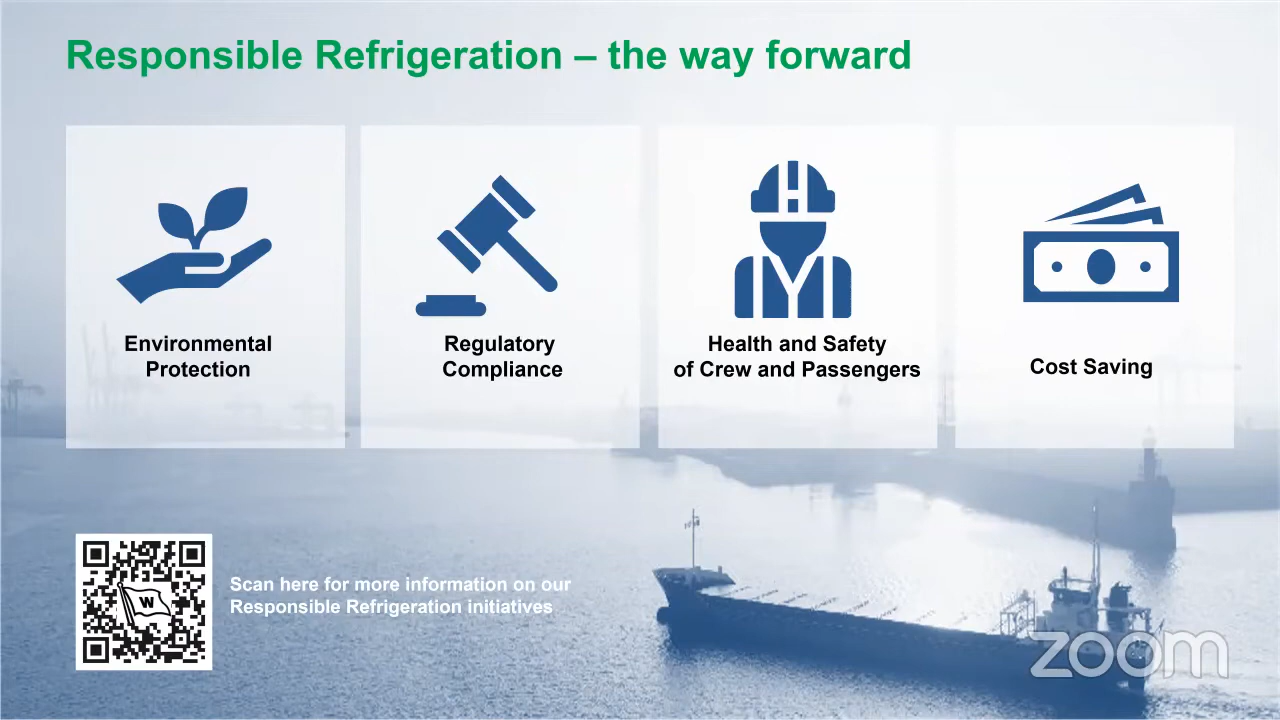 Responsible Refrigeration – the way forward
Environmental
Protection
Regulatory
Compliance
Health and Safety
of Crew and Passengers
Cost Saving
W
Scan here for more information on our
Responsible Refrigeration initiatives
zoom